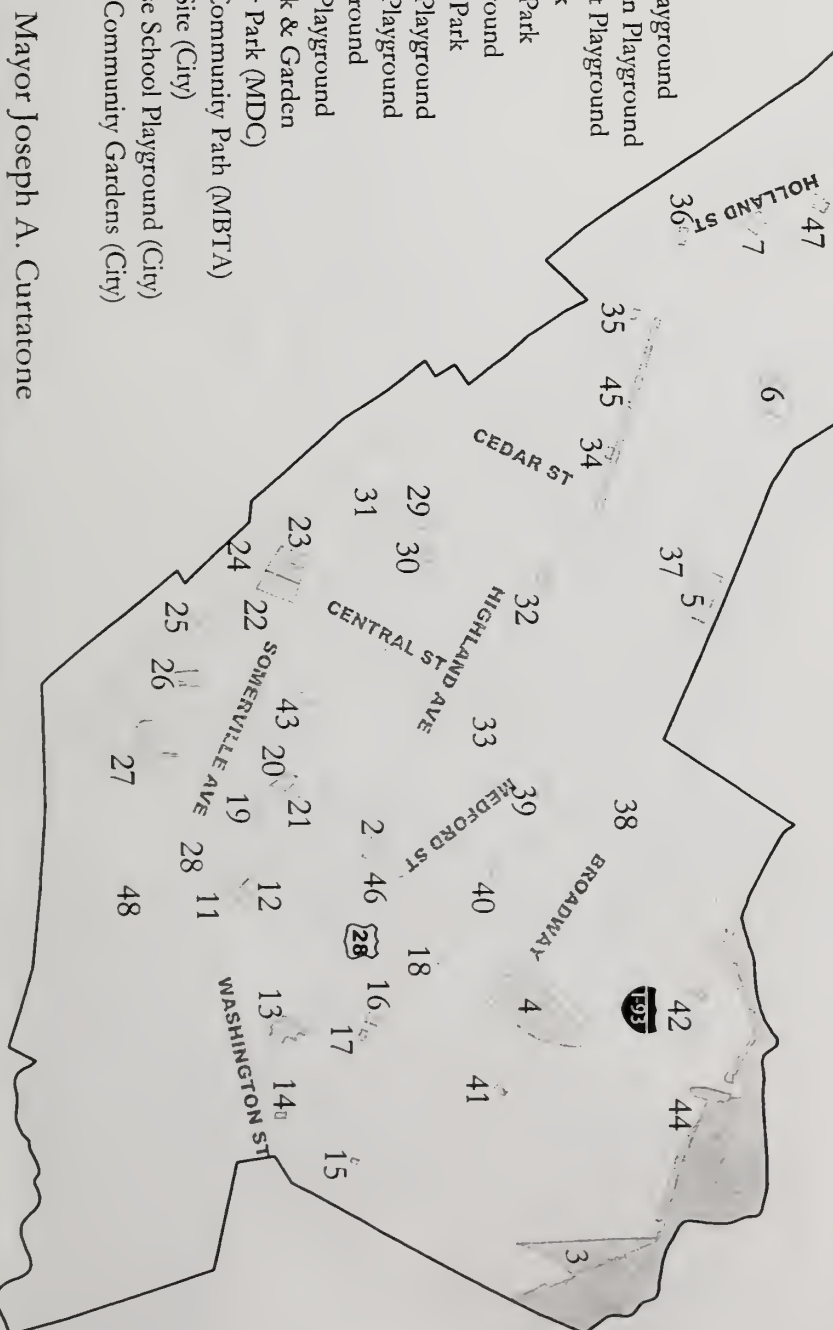 ayground
n Playground
t Playground
k
Park
ound
Park
Playground
Playground
round
Playground
k & Garden
r Park (MDC)
Community Path (MBTA)
Site (City)
se School Playground (City)
Community Gardens (City)
Mayor Joseph A. Curtatone
47
HOLLAND ST
7
36
6
35
45
34
CEDAR ST
37
5
29
30
31
32
HIGHLAND AVE
CENTRAL ST
23
24
22
25
26
SOMERVILLE AVE
43
20
21
19
27
33
39
MEDFORD ST
38
BROADWAY
2
46
28
40
18
28
11
12
48
16
17
13
14
WASHINGTON ST
15
4
41
I-93
42
44
3